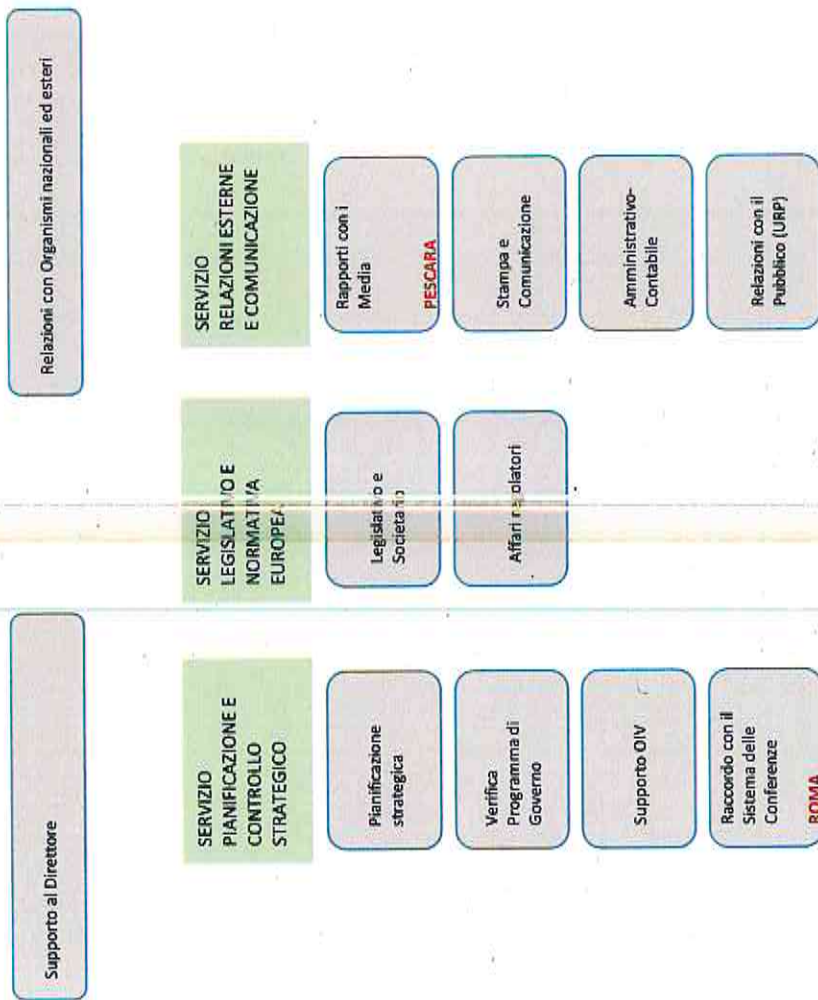 Supporto al Direttore
Relazioni con Organismi nazionali ed esteri
SERVIZIO
PIANIFICAZIONE E
CONTROLLO
STRATEGICO
Pianificazione
strategica
Verifica
Programma di
Governo
Supporto OIV
Raccordo con il
Sistema delle
Conferenze
ROMA
SERVIZIO
LEGISLATIVO E
NORMATIVA
EUROPEA
Legislativo e
Societario
Affari regolatori
SERVIZIO
RELAZIONI ESTERNE
E COMUNICAZIONE
Rapporti con i
Media
PESCARA
Stampa e
Comunicazione
Amministrativo-
Contabile
Relazioni con il
Pubblico (URP)